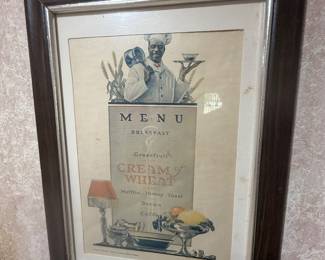 MENU
BREAKFAST
Grapefruit
CREAM of
WHEAT
Muffins, Honey, Toast
Bacon
Coffee